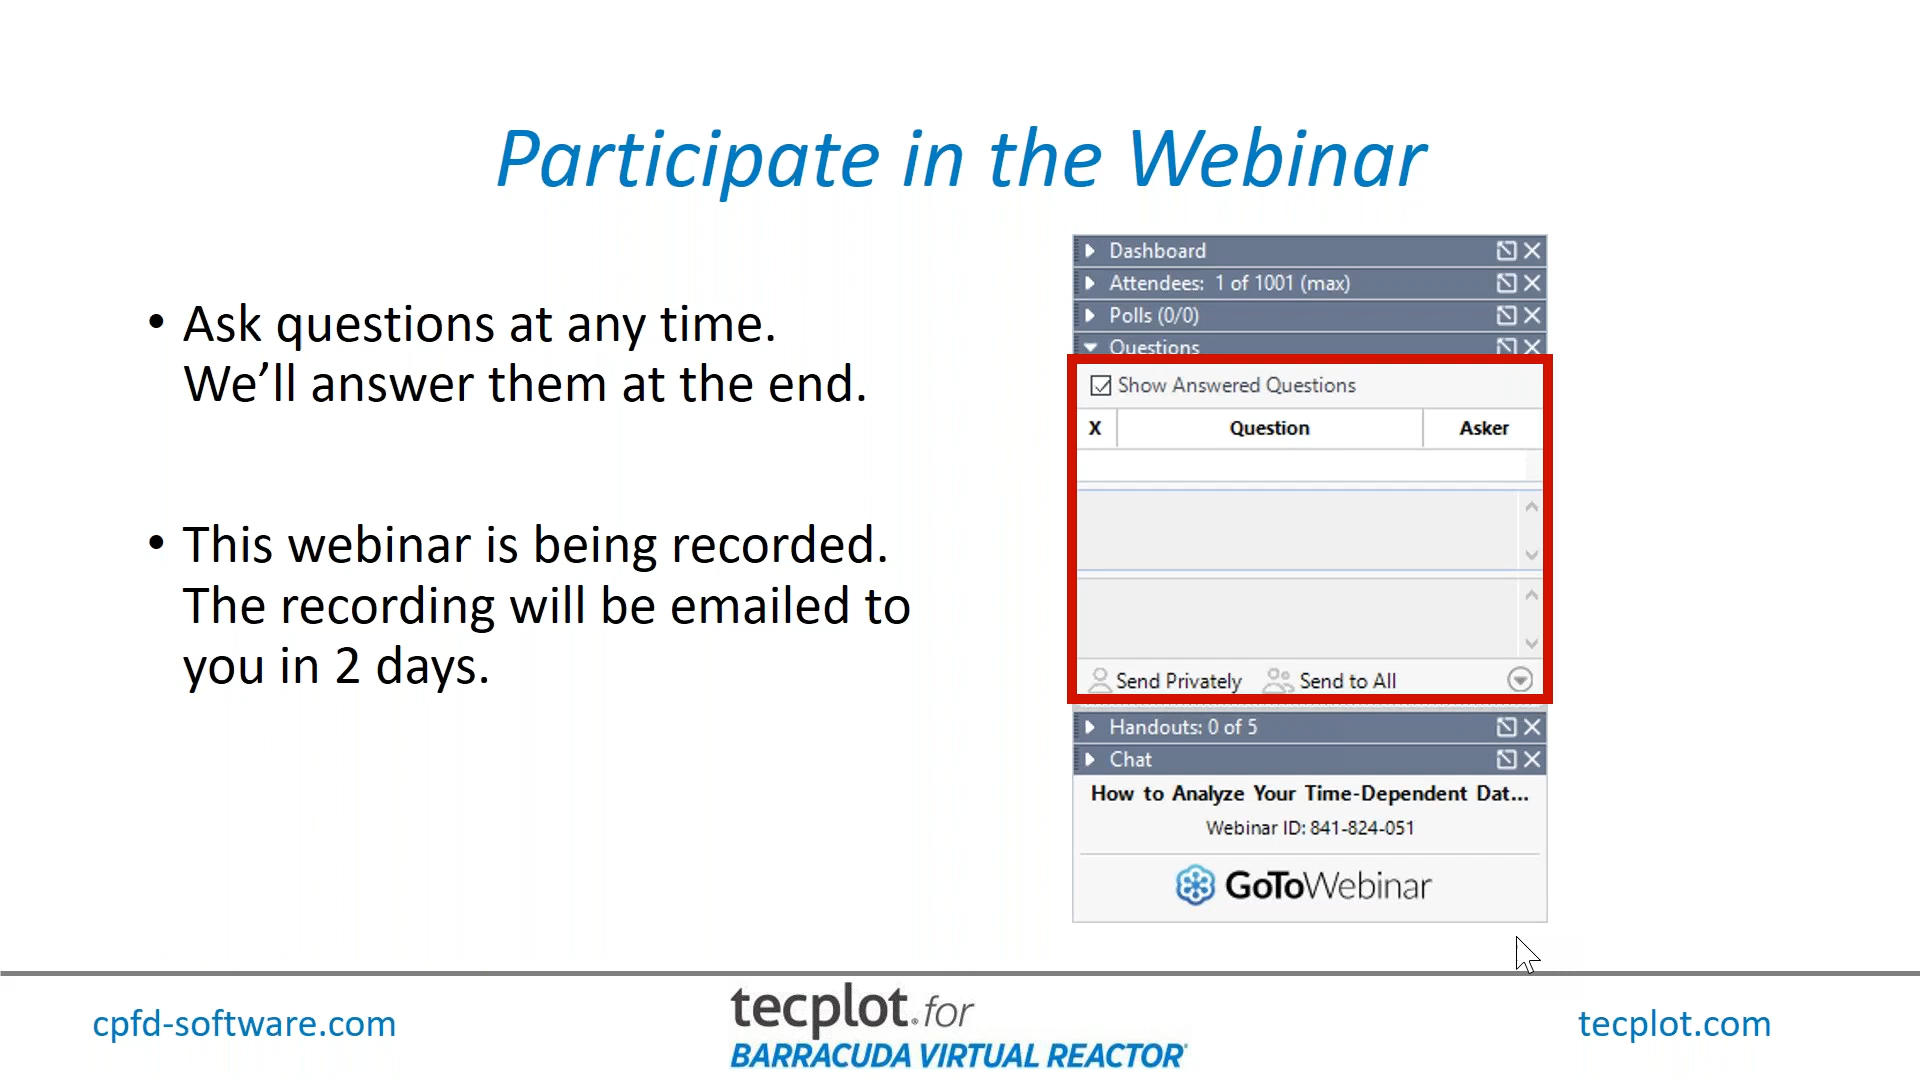 Participate in the Webinar
• Ask questions at any time.
We’ll answer them at the end.
• This webinar is being recorded.
The recording will be emailed to
you in 2 days.
Dashboard
Attendees: 1 of 1001 (max)
Polls (0/0)
Questions
Show Answered Questions
X Question Asker
Send Privately Send to All
Handouts: 0 of 5
Chat
How to Analyze Your Time-Dependent Dat...
Webinar ID: 841-824-051
GoToWebinar
cpfd-software.com
tecplot. for
BARRACUDA VIRTUAL REACTOR
tecplot.com